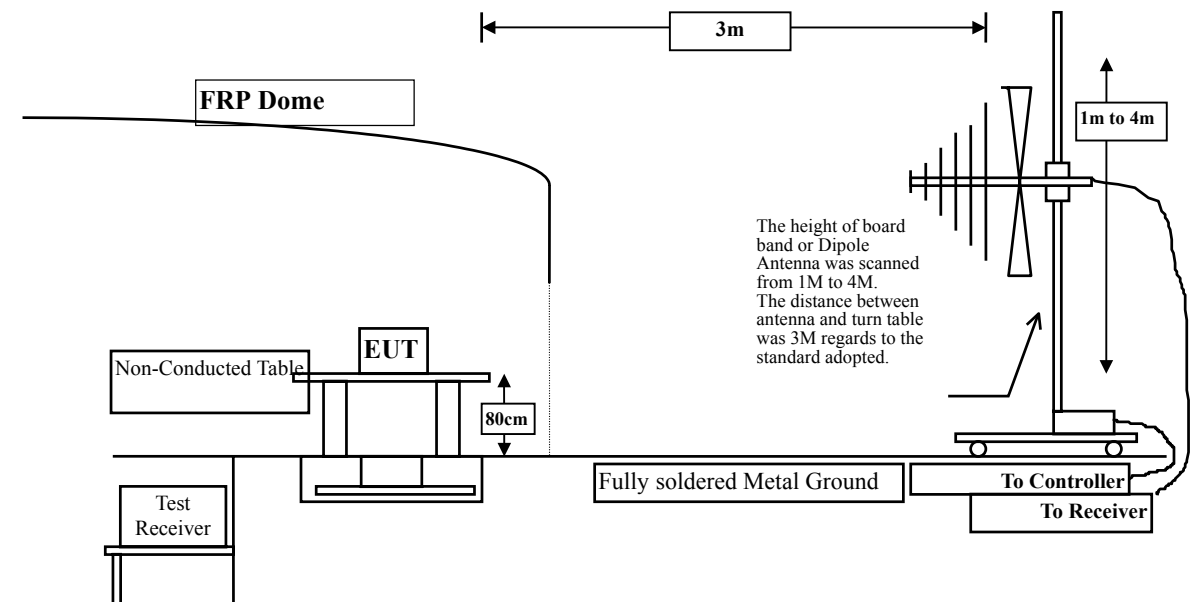 3m
FRP Dome
1m to 4m
The height of board
band or Dipole
Antenna was scanned
from 1M to 4M.
The distance between
antenna and turn table
was 3M regards to the
standard adopted.
EUT
Non-Conducted Table
80cm
Fully soldered Metal Ground
To Controller
To Receiver
Test
Receiver